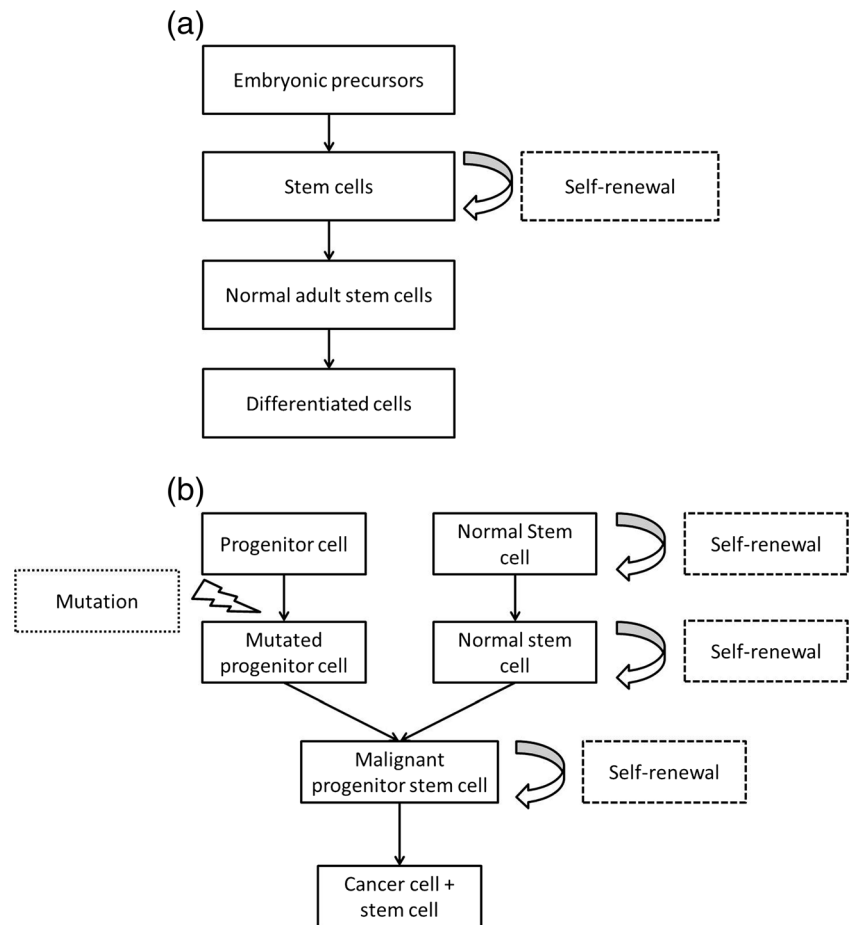 (a)
Embryonic precursors
Stem cells
Self-renewal
Normal adult stem cells
Differentiated cells
(b)
Progenitor cell
Normal Stem
cell
Self-renewal
Mutation
Mutated
progenitor cell
Normal stem
cell
Self-renewal
Malignant
progenitor stem cell
Self-renewal
Cancer cell +
stem cell